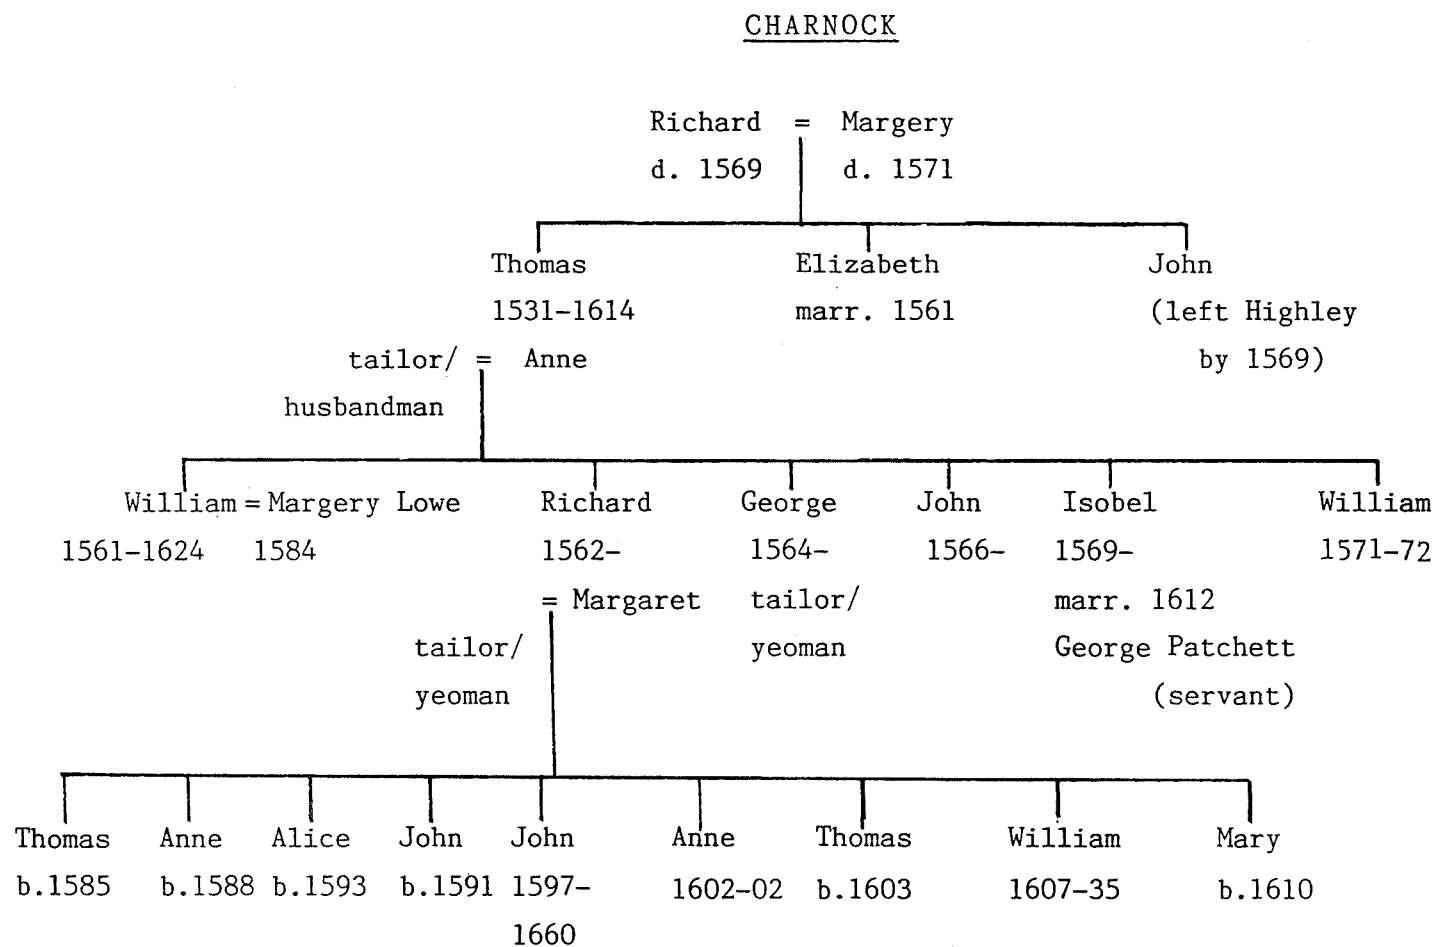 CHARNOCK
Richard = Margery
d. 1569 d. 1571
Thomas Elizabeth John
1531-1614 marr. 1561 (left Highley
tailor/ = Anne by 1569)
husbandman
William = Margery Lowe Richard George John Isobel William
1561-1624 1584 1562- 1564- 1566- 1569- 1571-72
= Margaret tailor/ marr. 1612
tailor/ yeoman George Patchett
yeoman (servant)
Thomas Anne Alice John John Anne Thomas William Mary
b.1585 b.1588 b.1593 b.1591 1597- 1602-02 b.1603 1607-35 b.1610
1660